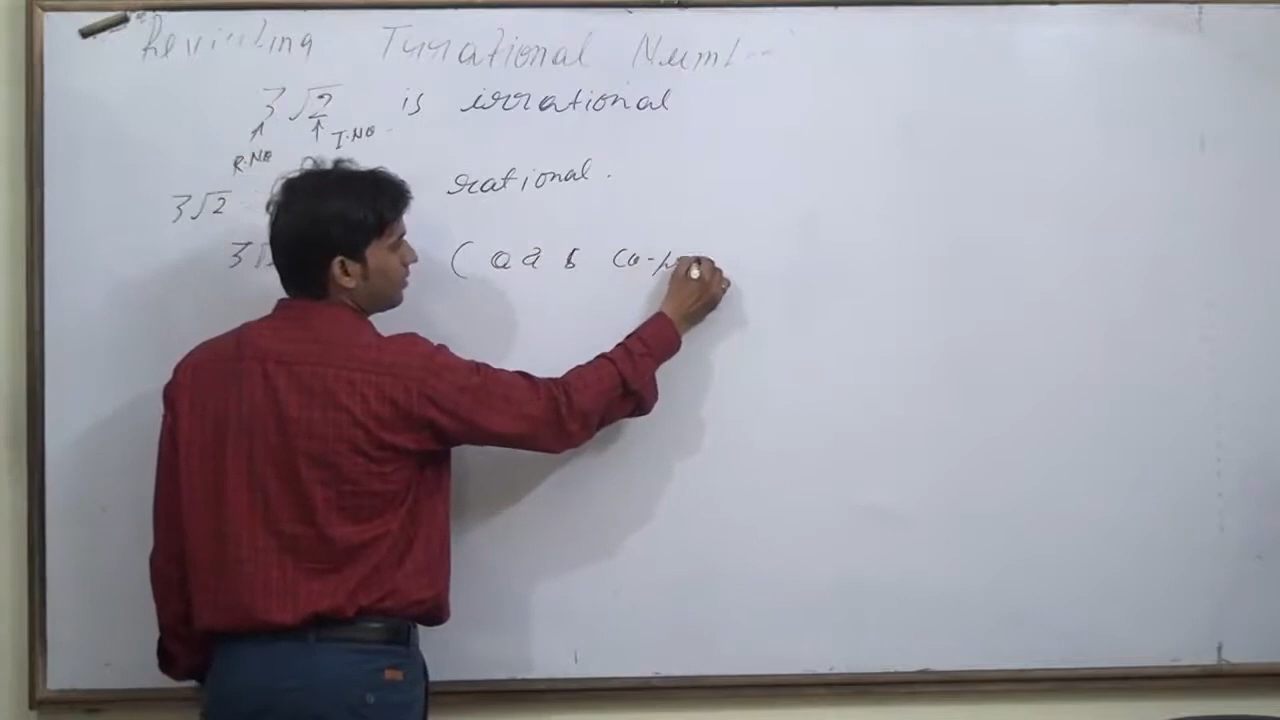 Revisiting Irrational Numb
3√2 is irrational
R.No I.No
3√2 rational.
3√ ( a & b co-p